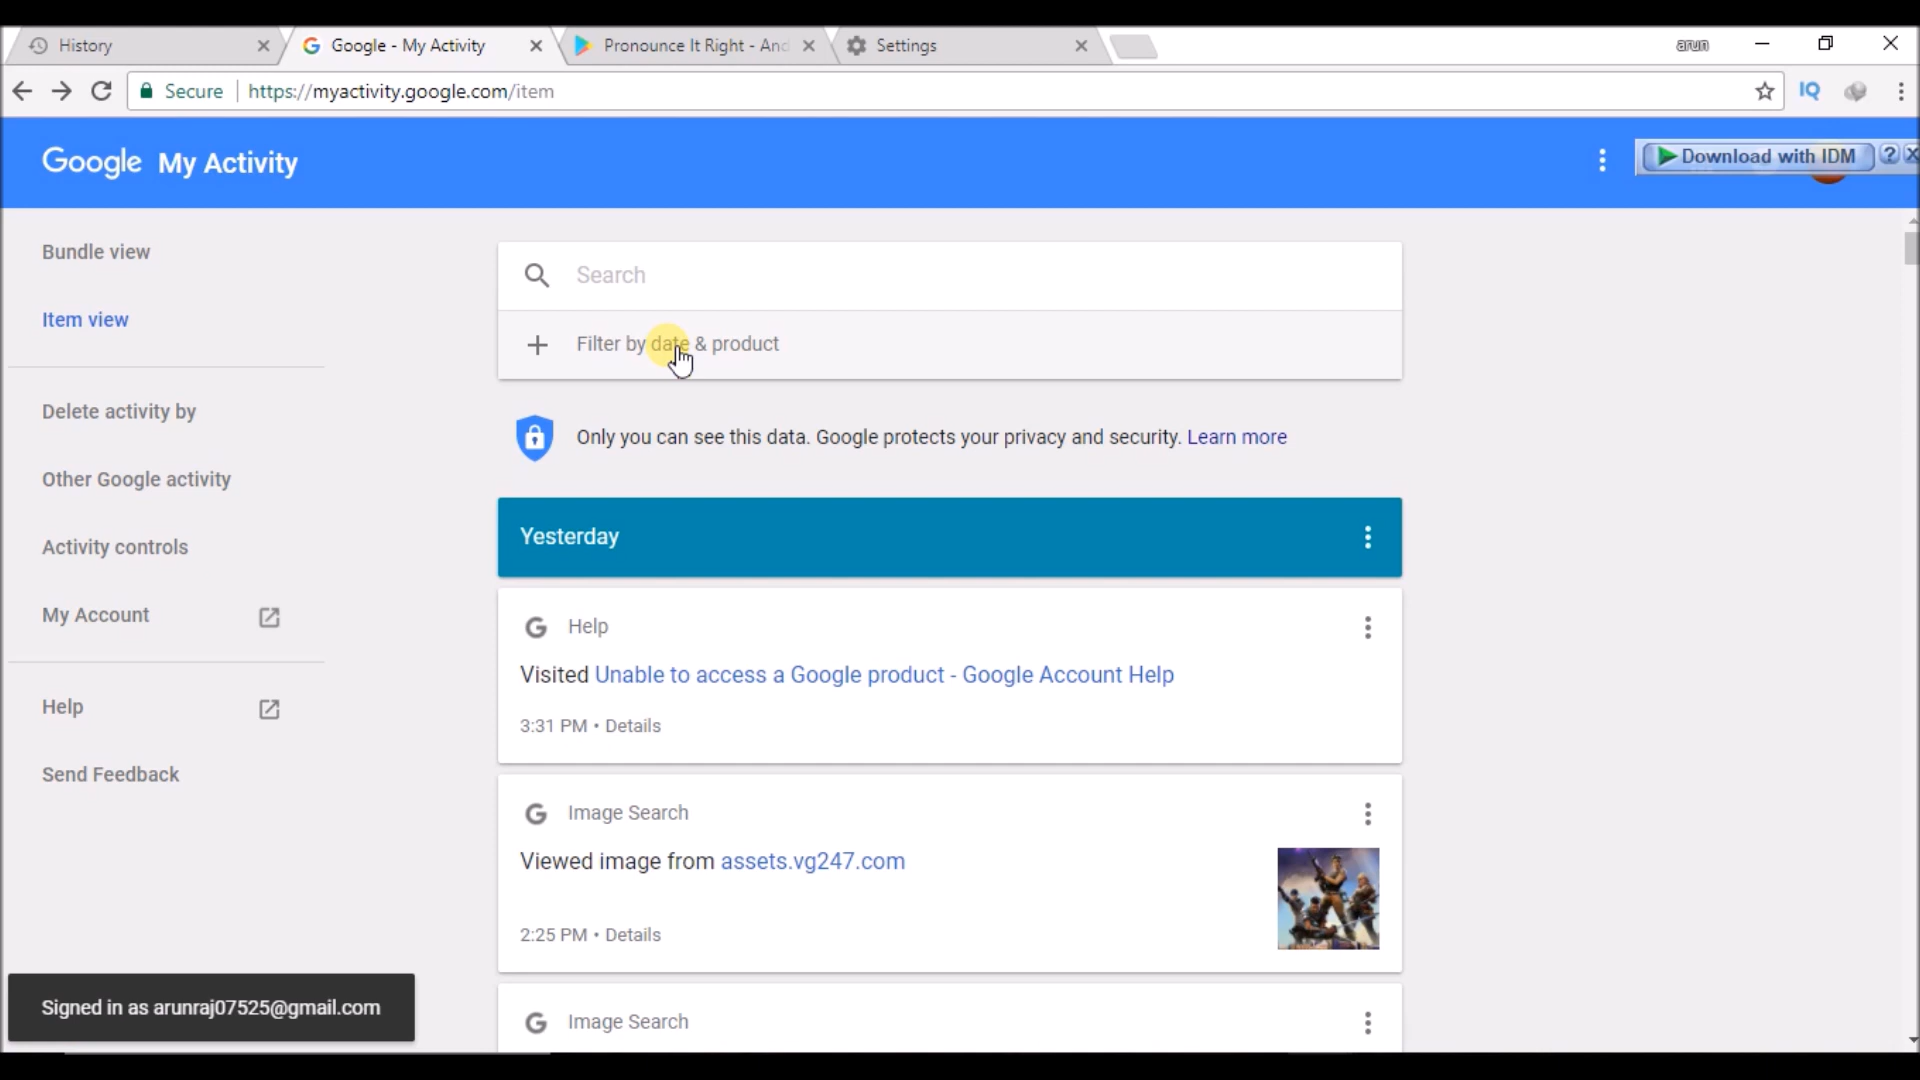 History
Google - My Activity
Pronounce It Right - And
Settings
arun
Secure
https://myactivity.google.com/item
IQ
Google My Activity
Download with IDM
Bundle view
Item view
Delete activity by
Other Google activity
Activity controls
My Account
Help
Send Feedback
Search
Filter by date & product
Only you can see this data. Google protects your privacy and security. Learn more
Yesterday
Help
Visited Unable to access a Google product - Google Account Help
3:31 PM • Details
Image Search
Viewed image from assets.vg247.com
2:25 PM • Details
Image Search
Signed in as arunraj07525@gmail.com